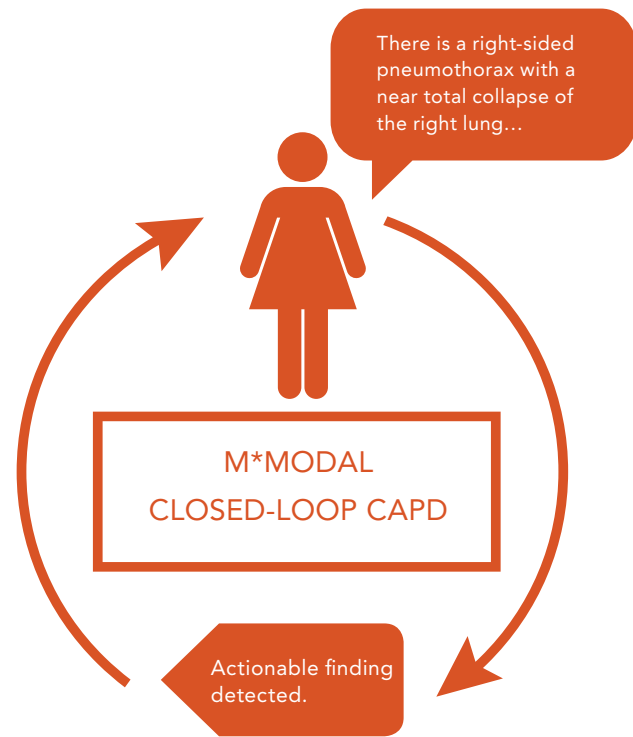 There is a right-sided
pneumothorax with a
near total collapse of
the right lung…
M*MODAL
CLOSED-LOOP CAPD
Actionable finding
detected.